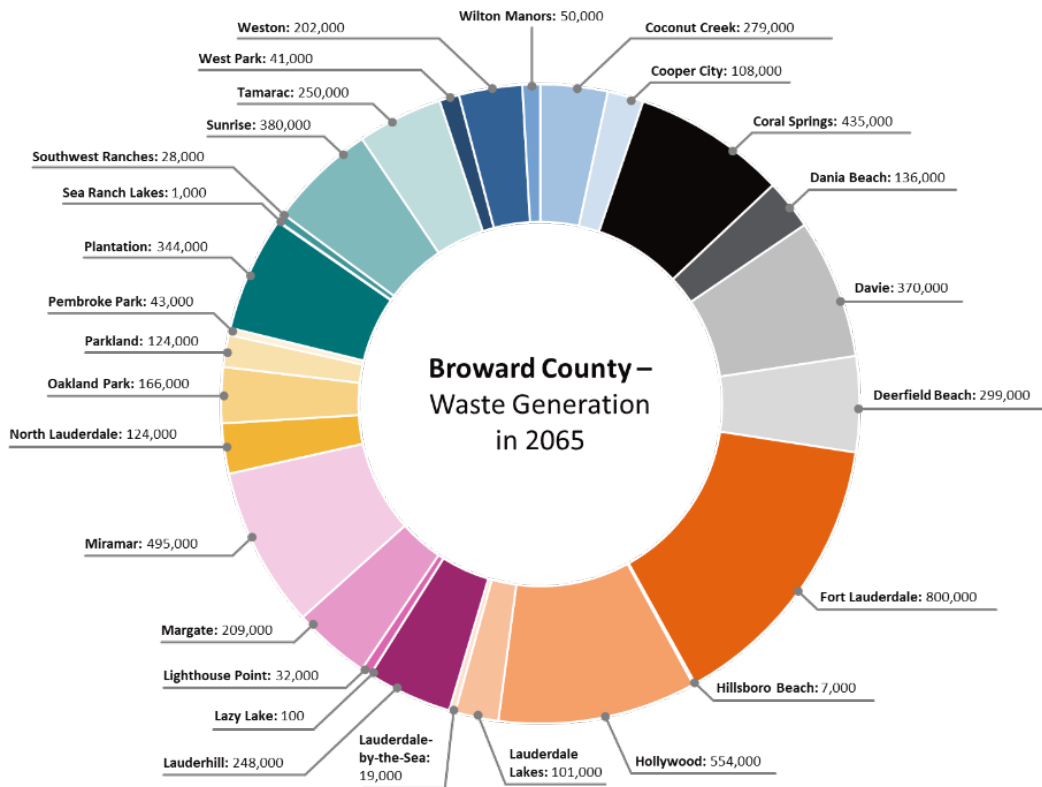 Broward County –
Waste Generation
in 2065
Wilton Manors: 50,000
Coconut Creek: 279,000
Cooper City: 108,000
Coral Springs: 435,000
Dania Beach: 136,000
Davie: 370,000
Deerfield Beach: 299,000
Fort Lauderdale: 800,000
Hillsboro Beach: 7,000
Hollywood: 554,000
Lauderdale
Lakes: 101,000
Lauderdale-
by-the-Sea:
19,000
Lauderhill: 248,000
Lazy Lake: 100
Lighthouse Point: 32,000
Margate: 209,000
Miramar: 495,000
North Lauderdale: 124,000
Oakland Park: 166,000
Parkland: 124,000
Pembroke Park: 43,000
Plantation: 344,000
Sea Ranch Lakes: 1,000
Southwest Ranches: 28,000
Sunrise: 380,000
Tamarac: 250,000
West Park: 41,000
Weston: 202,000